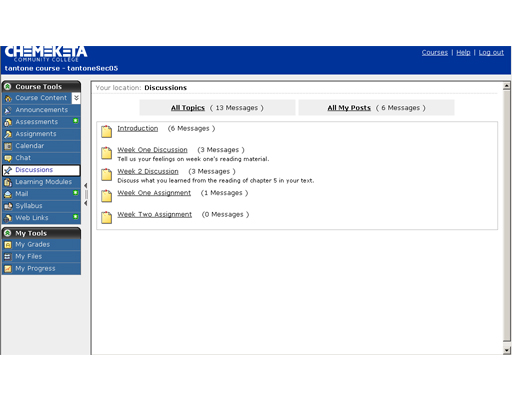 CHEMEKETA
COMMUNITY COLLEGE
Courses | Help | Log out
tantone course - tantoneSec05
Course Tools
Course Content
Announcements
Assessments
Assignments
Calendar
Chat
Discussions
Learning Modules
Mail
Syllabus
Web Links
My Tools
My Grades
My Files
My Progress
Your location: Discussions
All Topics ( 13 Messages )
All My Posts ( 6 Messages )
Introduction (6 Messages )
Week One Discussion (3 Messages )
Tell us your feelings on week one's reading material.
Week 2 Discussion (3 Messages )
Discuss what you learned from the reading of chapter 5 in your text.
Week One Assignment (1 Messages )
Week Two Assignment (0 Messages )